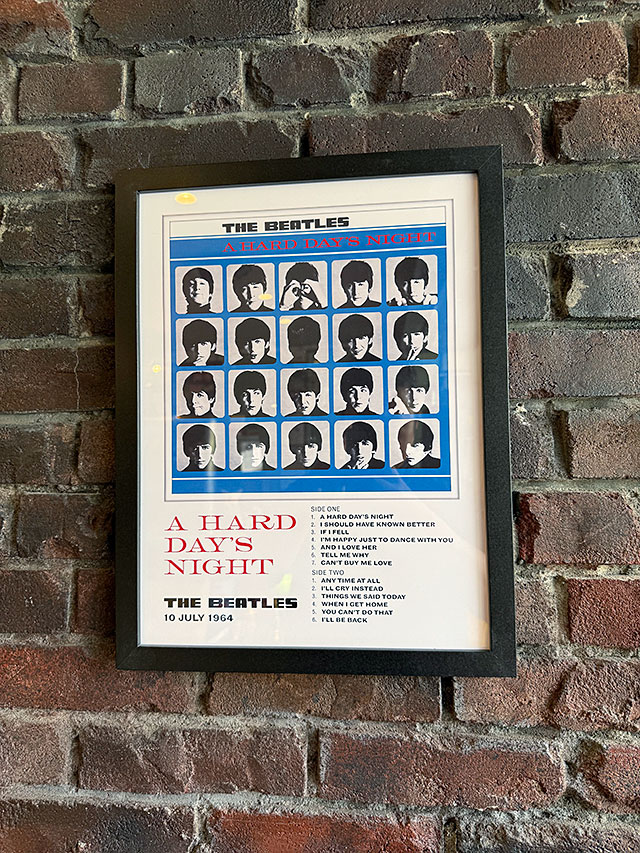 THE BEATLES
A HARD DAY'S NIGHT
A HARD
DAY'S
NIGHT
THE BEATLES
10 JULY 1964
SIDE ONE
1. A HARD DAY'S NIGHT
2. I SHOULD HAVE KNOWN BETTER
3. IF I FELL
4. I'M HAPPY JUST TO DANCE WITH YOU
5. AND I LOVE HER
6. TELL ME WHY
7. CAN'T BUY ME LOVE
SIDE TWO
1. ANY TIME AT ALL
2. I'LL CRY INSTEAD
3. THINGS WE SAID TODAY
4. WHEN I GET HOME
5. YOU CAN'T DO THAT
6. I'LL BE BACK